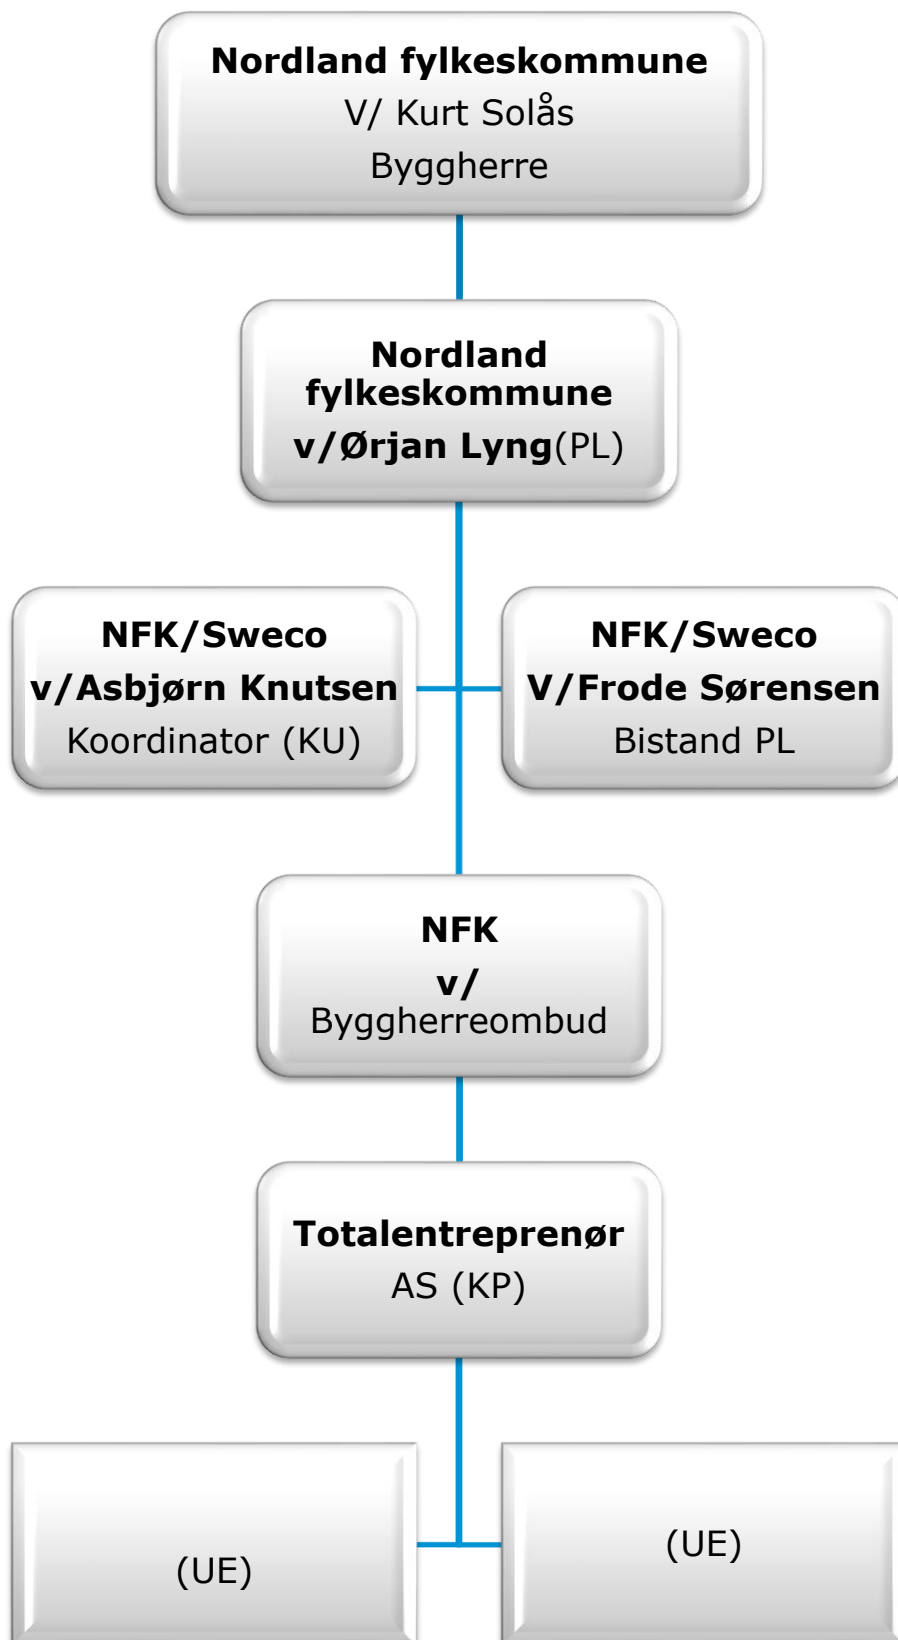 Nordland fylkeskommune
V/ Kurt Solås
Byggherre
Nordland
fylkeskommune
v/Ørjan Lyng(PL)
NFK/Sweco
v/Asbjørn Knutsen
Koordinator (KU)
NFK/Sweco
V/Frode Sørensen
Bistand PL
NFK
v/
Byggherreombud
Totalentreprenør
AS (KP)
(UE)
(UE)